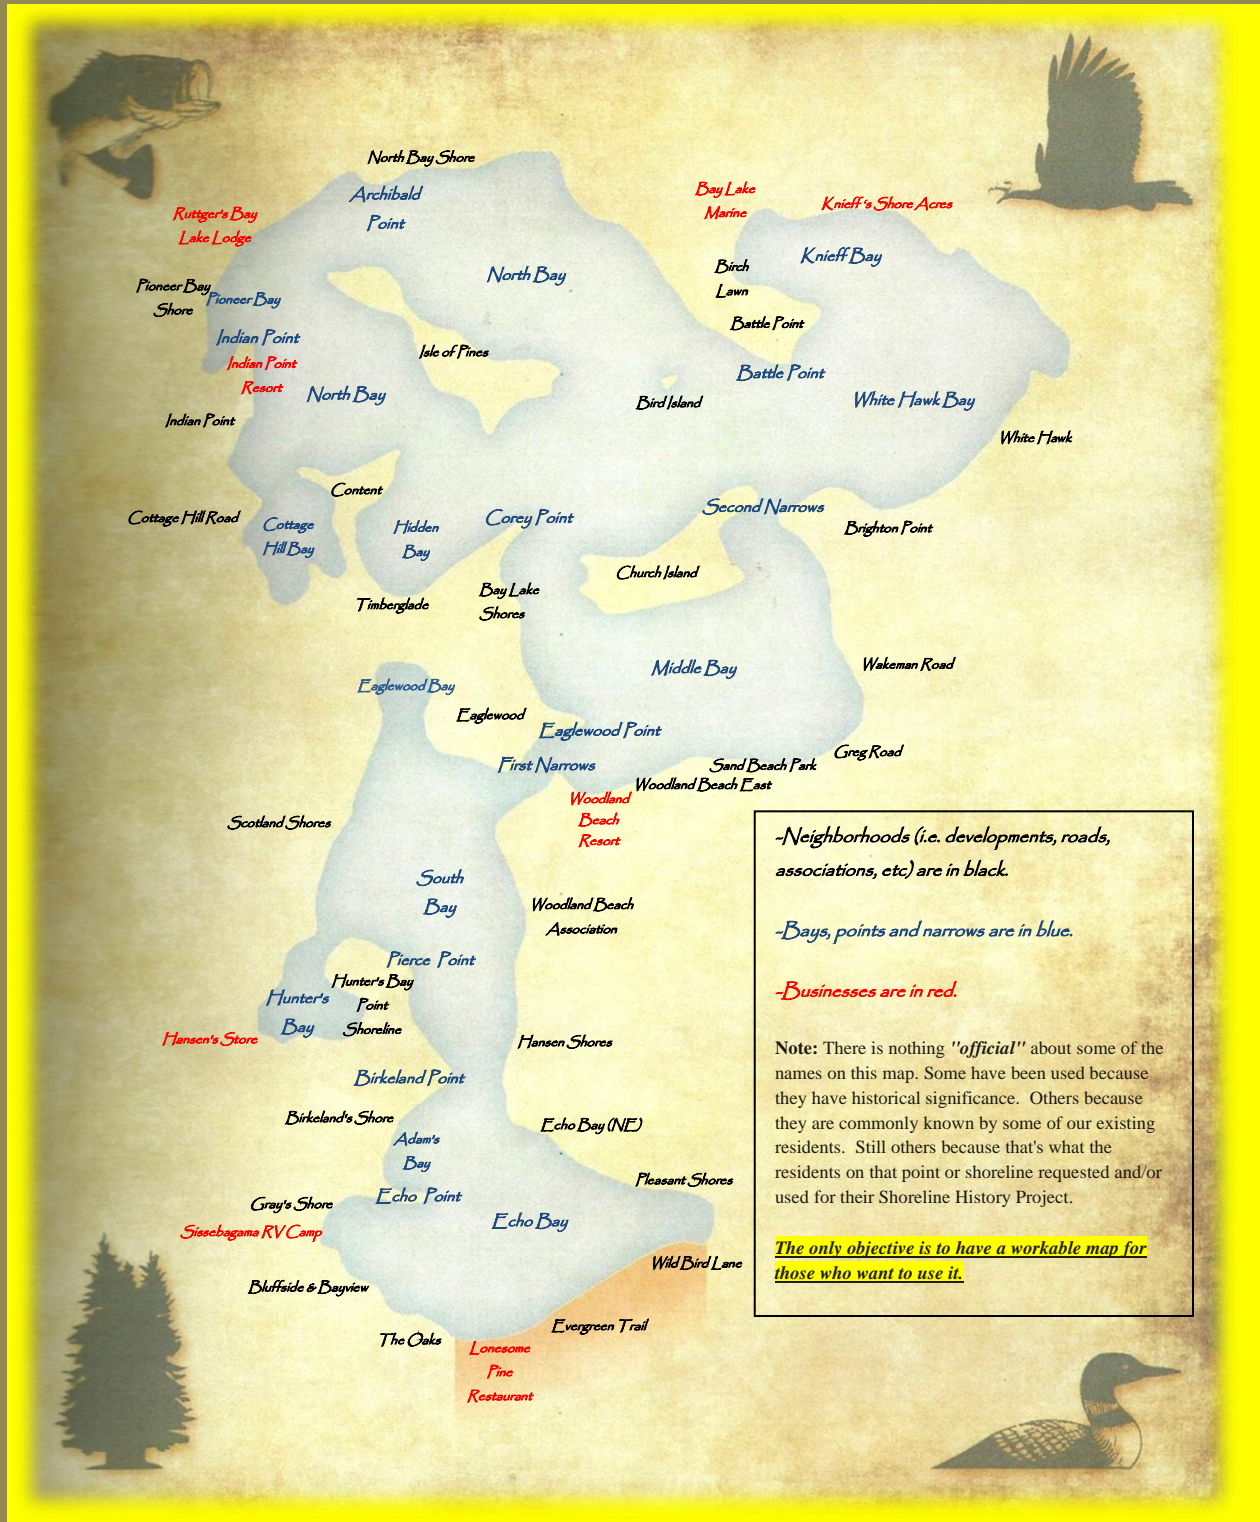 North Bay Shore
Archibald
Point
Bay Lake
Marine
Knieff 's Shore Acres
Ruttger's Bay
Lake Lodge
North Bay
Knieff Bay
Birch
Lawn
Pioneer Bay
Shore
Pioneer Bay
Battle Point
Indian Point
Indian Point
Resort
Isle of Pines
Battle Point
North Bay
Bird Island
White Hawk Bay
Indian Point
White Hawk
Content
Cottage Hill Road
Cottage
Hill Bay
Hidden
Bay
Corey Point
Second Narrows
Brighton Point
Church Island
Timberglade
Bay Lake
Shores
Middle Bay
Wakeman Road
Eaglewood Bay
Eaglewood
Eaglewood Point
First Narrows
Greg Road
Sand Beach Park
Woodland Beach East
Woodland
Beach
Resort
Scotland Shores
South
Bay
Woodland Beach
Association
Pierce Point
Hunter's Bay
Point
Shoreline
Hunter's
Bay
Hansen's Store
Hansen Shores
Birkeland Point
Birkeland's Shore
Echo Bay (NE)
Adam's
Bay
Pleasant Shores
Echo Point
Gray's Shore
Sissebagama RV Camp
Echo Bay
Wild Bird Lane
Bluffside & Bayview
Evergreen Trail
The Oaks
Lonesome
Pine
Restaurant
-Neighborhoods (i.e. developments, roads,
associations, etc) are in black.
-Bays, points and narrows are in blue.
-Businesses are in red.
Note: There is nothing "official" about some of the
names on this map. Some have been used because
they have historical significance. Others because
they are commonly known by some of our existing
residents. Still others because that's what the
residents on that point or shoreline requested and/or
used for their Shoreline History Project.
The only objective is to have a workable map for
those who want to use it.